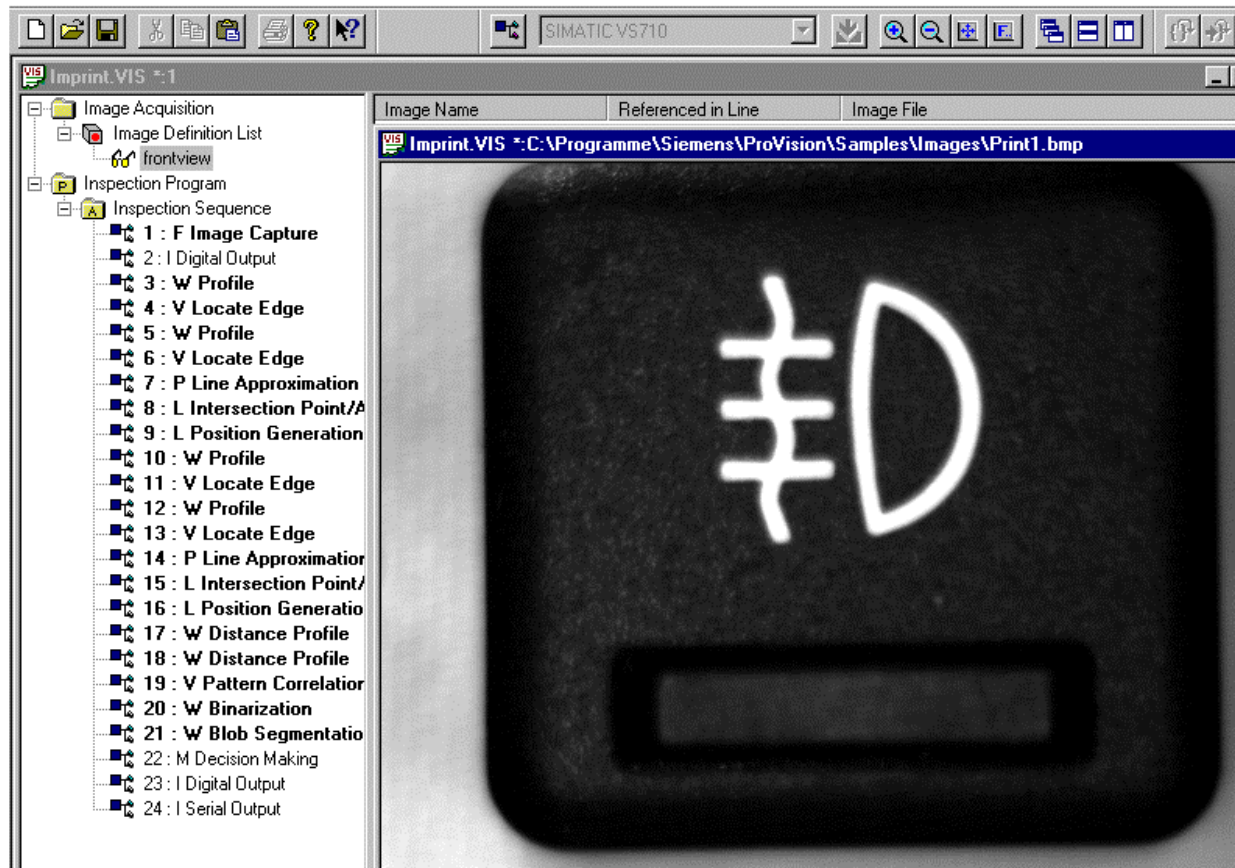 SIMATIC VS710
Imprint.VIS *:1
Image Acquisition
Image Definition List
frontview
Inspection Program
Inspection Sequence
1 : F Image Capture
2 : I Digital Output
3 : W Profile
4 : V Locate Edge
5 : W Profile
6 : V Locate Edge
7 : P Line Approximation
8 : L Intersection Point/A
9 : L Position Generation
10 : W Profile
11 : V Locate Edge
12 : W Profile
13 : V Locate Edge
14 : P Line Approximation
15 : L Intersection Point/
16 : L Position Generatio
17 : W Distance Profile
18 : W Distance Profile
19 : V Pattern Correlation
20 : W Binarization
21 : W Blob Segmentatio
22 : M Decision Making
23 : I Digital Output
24 : I Serial Output
Image Name Referenced in Line Image File
Imprint.VIS *:C:\Programme\Siemens\ProVision\Samples\Images\Print1.bmp